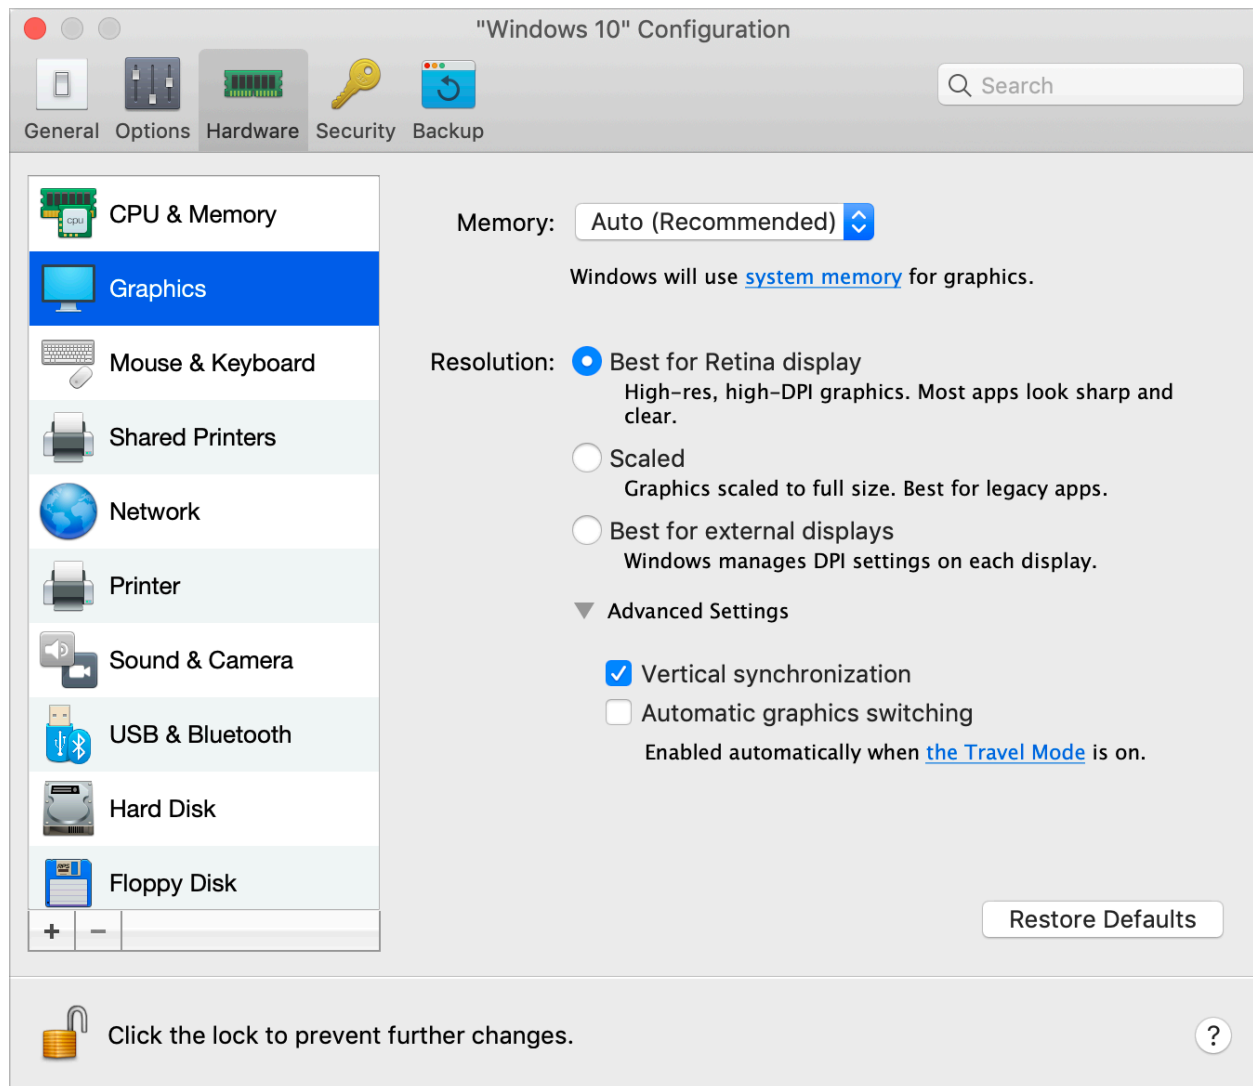 "Windows 10" Configuration
General Options Hardware Security Backup
Search
CPU & Memory
Graphics
Mouse & Keyboard
Shared Printers
Network
Printer
Sound & Camera
USB & Bluetooth
Hard Disk
Floppy Disk
+ −
Memory: Auto (Recommended)
Windows will use system memory for graphics.
Resolution: Best for Retina display
High-res, high-DPI graphics. Most apps look sharp and
clear.
Scaled
Graphics scaled to full size. Best for legacy apps.
Best for external displays
Windows manages DPI settings on each display.
Advanced Settings
Vertical synchronization
Automatic graphics switching
Enabled automatically when the Travel Mode is on.
Restore Defaults
Click the lock to prevent further changes.
?